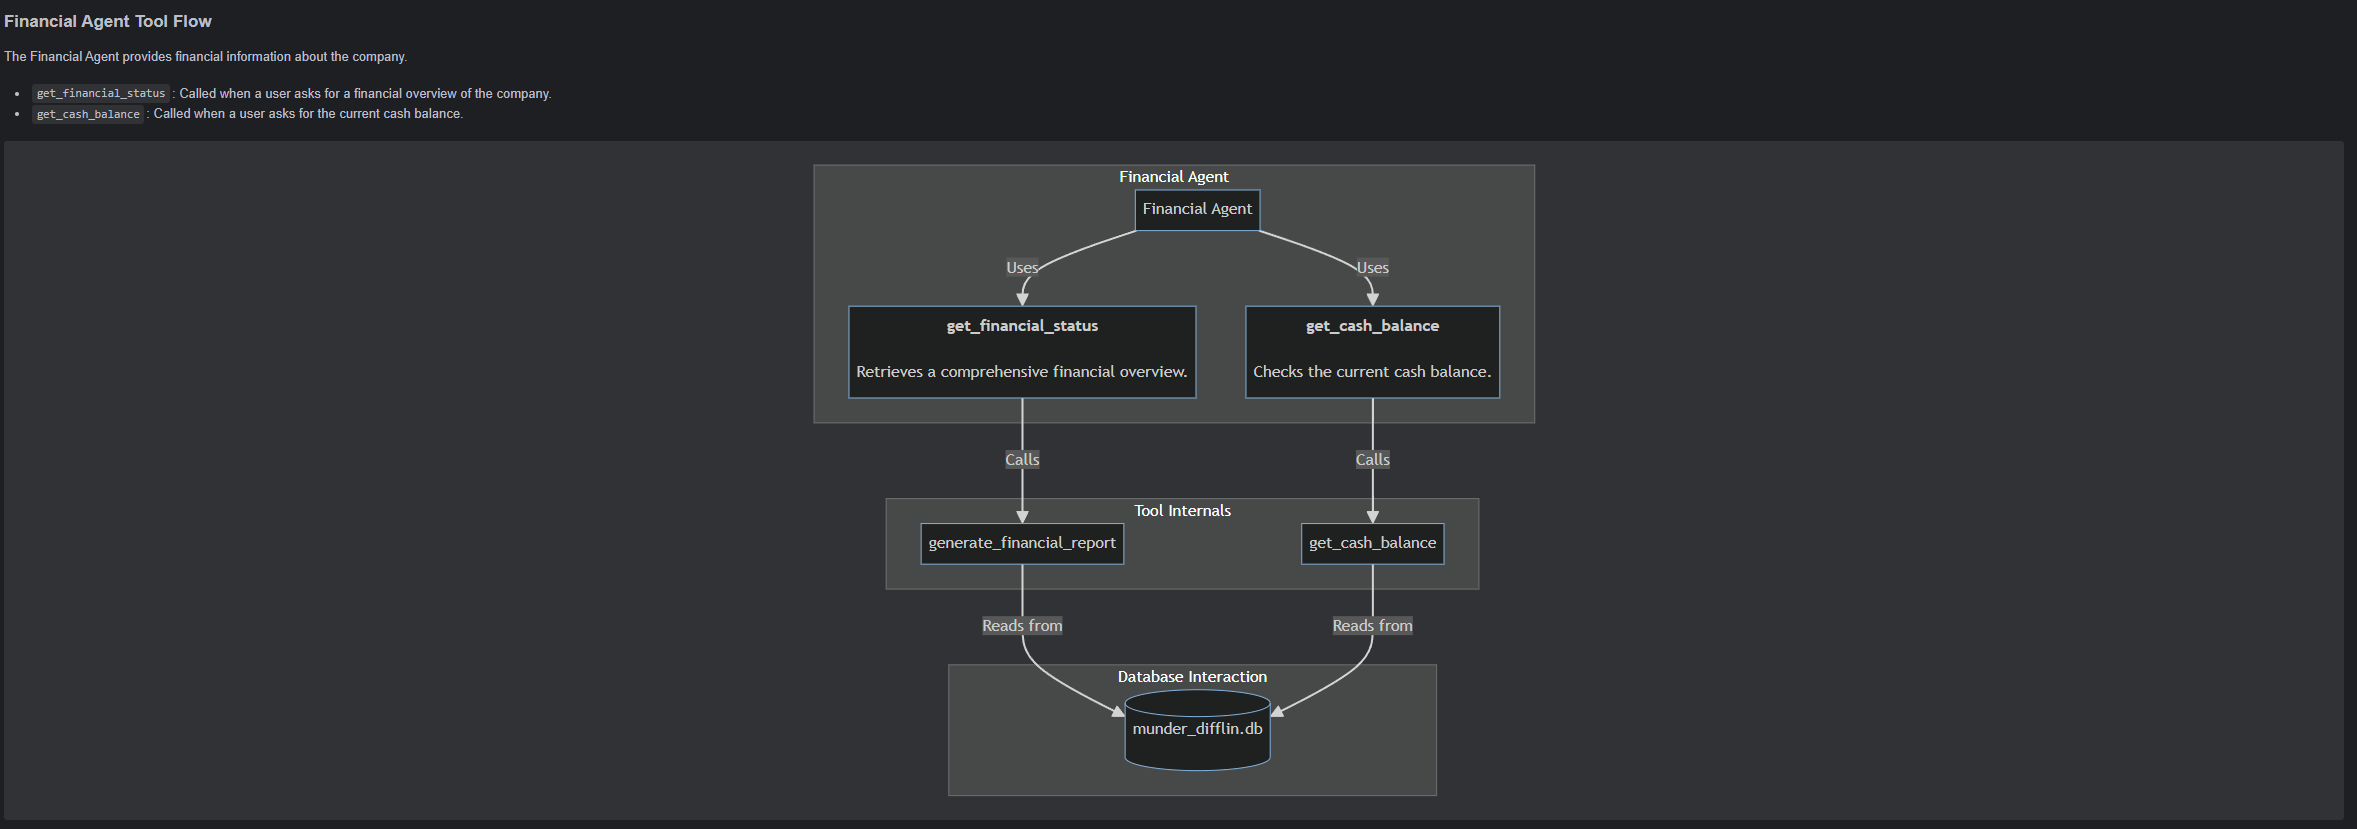 Financial Agent Tool Flow
The Financial Agent provides financial information about the company.
• get_financial_status : Called when a user asks for a financial overview of the company.
• get_cash_balance : Called when a user asks for the current cash balance.
Financial Agent
Financial Agent
Uses
Uses
get_financial_status
Retrieves a comprehensive financial overview.
get_cash_balance
Checks the current cash balance.
Calls
Calls
Tool Internals
generate_financial_report
get_cash_balance
Reads from
Reads from
Database Interaction
munder_difflin.db